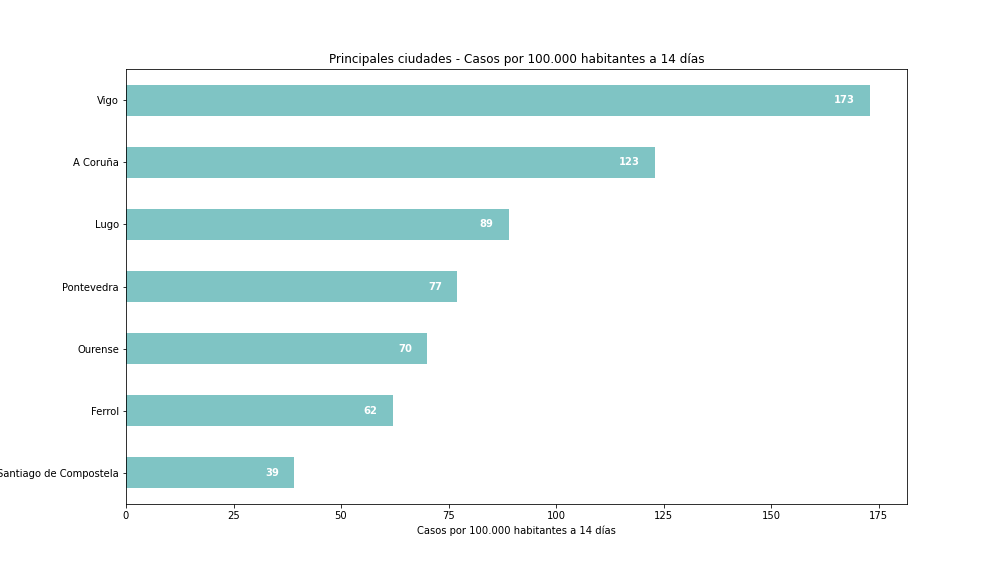 Principales ciudades - Casos por 100.000 habitantes a 14 días
Vigo 173
A Coruña 123
Lugo 89
Pontevedra 77
Ourense 70
Ferrol 62
Santiago de Compostela 39
0 25 50 75 100 125 150 175
Casos por 100.000 habitantes a 14 días